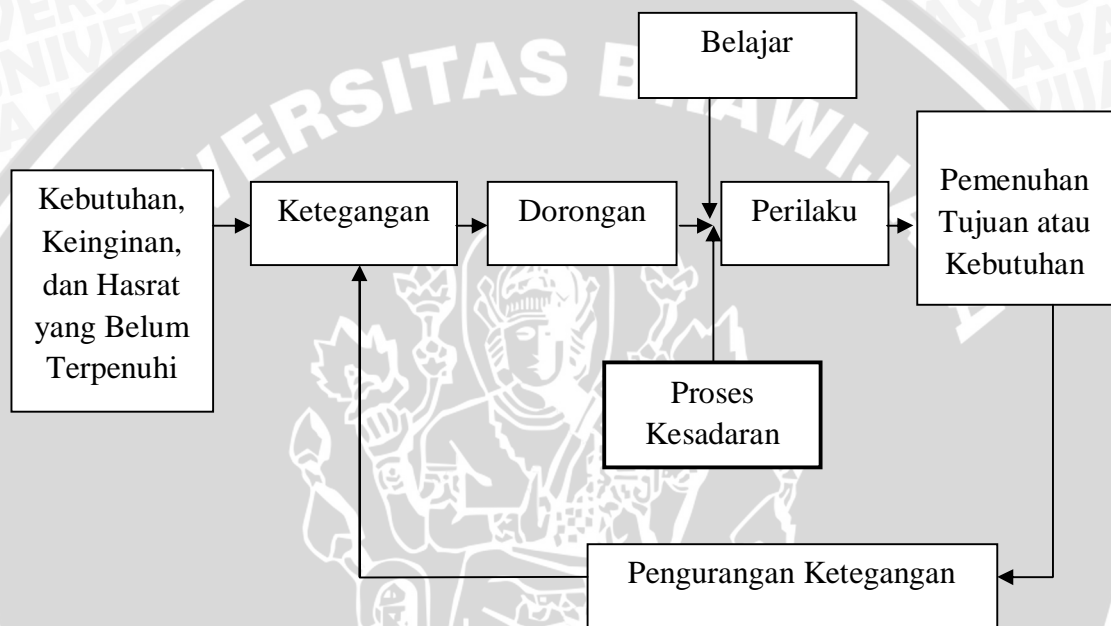 Belajar
Kebutuhan,
Keinginan,
dan Hasrat
yang Belum
Terpenuhi
Ketegangan
Dorongan
Perilaku
Pemenuhan
Tujuan atau
Kebutuhan
Proses
Kesadaran
Pengurangan Ketegangan